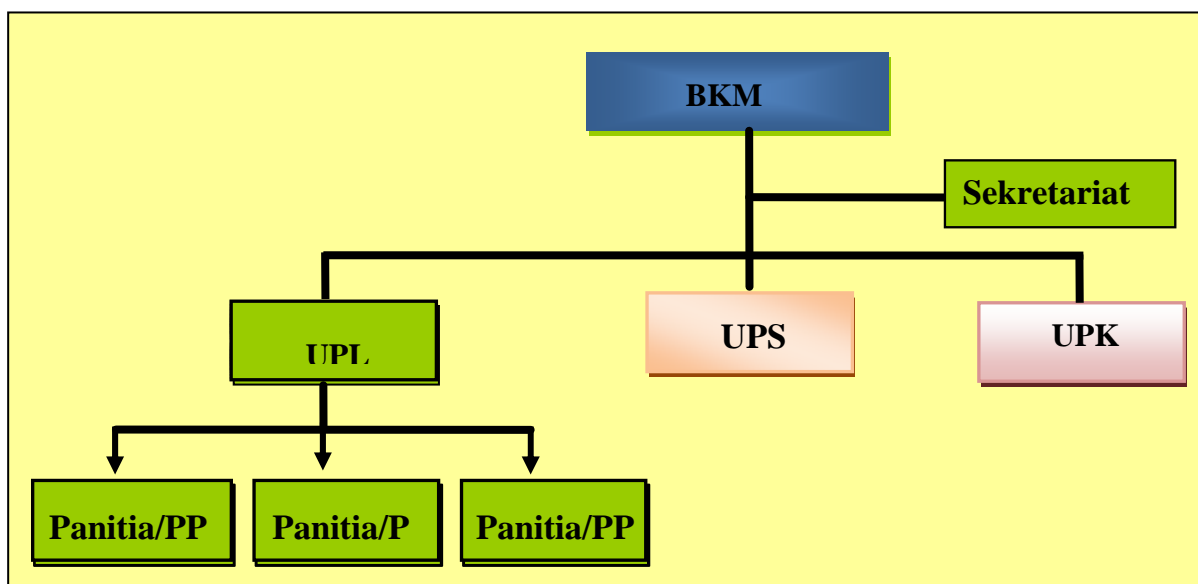 BKM
Sekretariat
UPL
UPS
UPK
Panitia/PP
Panitia/P
Panitia/PP